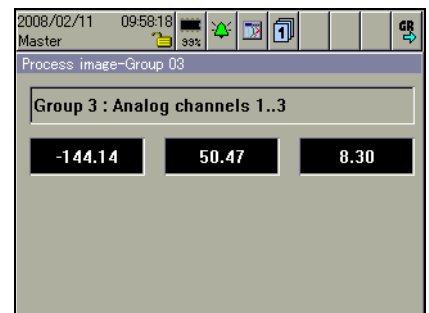 2008/02/11 09:58:18
Master 99% 1 GR
Process image-Group 03
Group 3 : Analog channels 1..3
-144.14 50.47 8.30